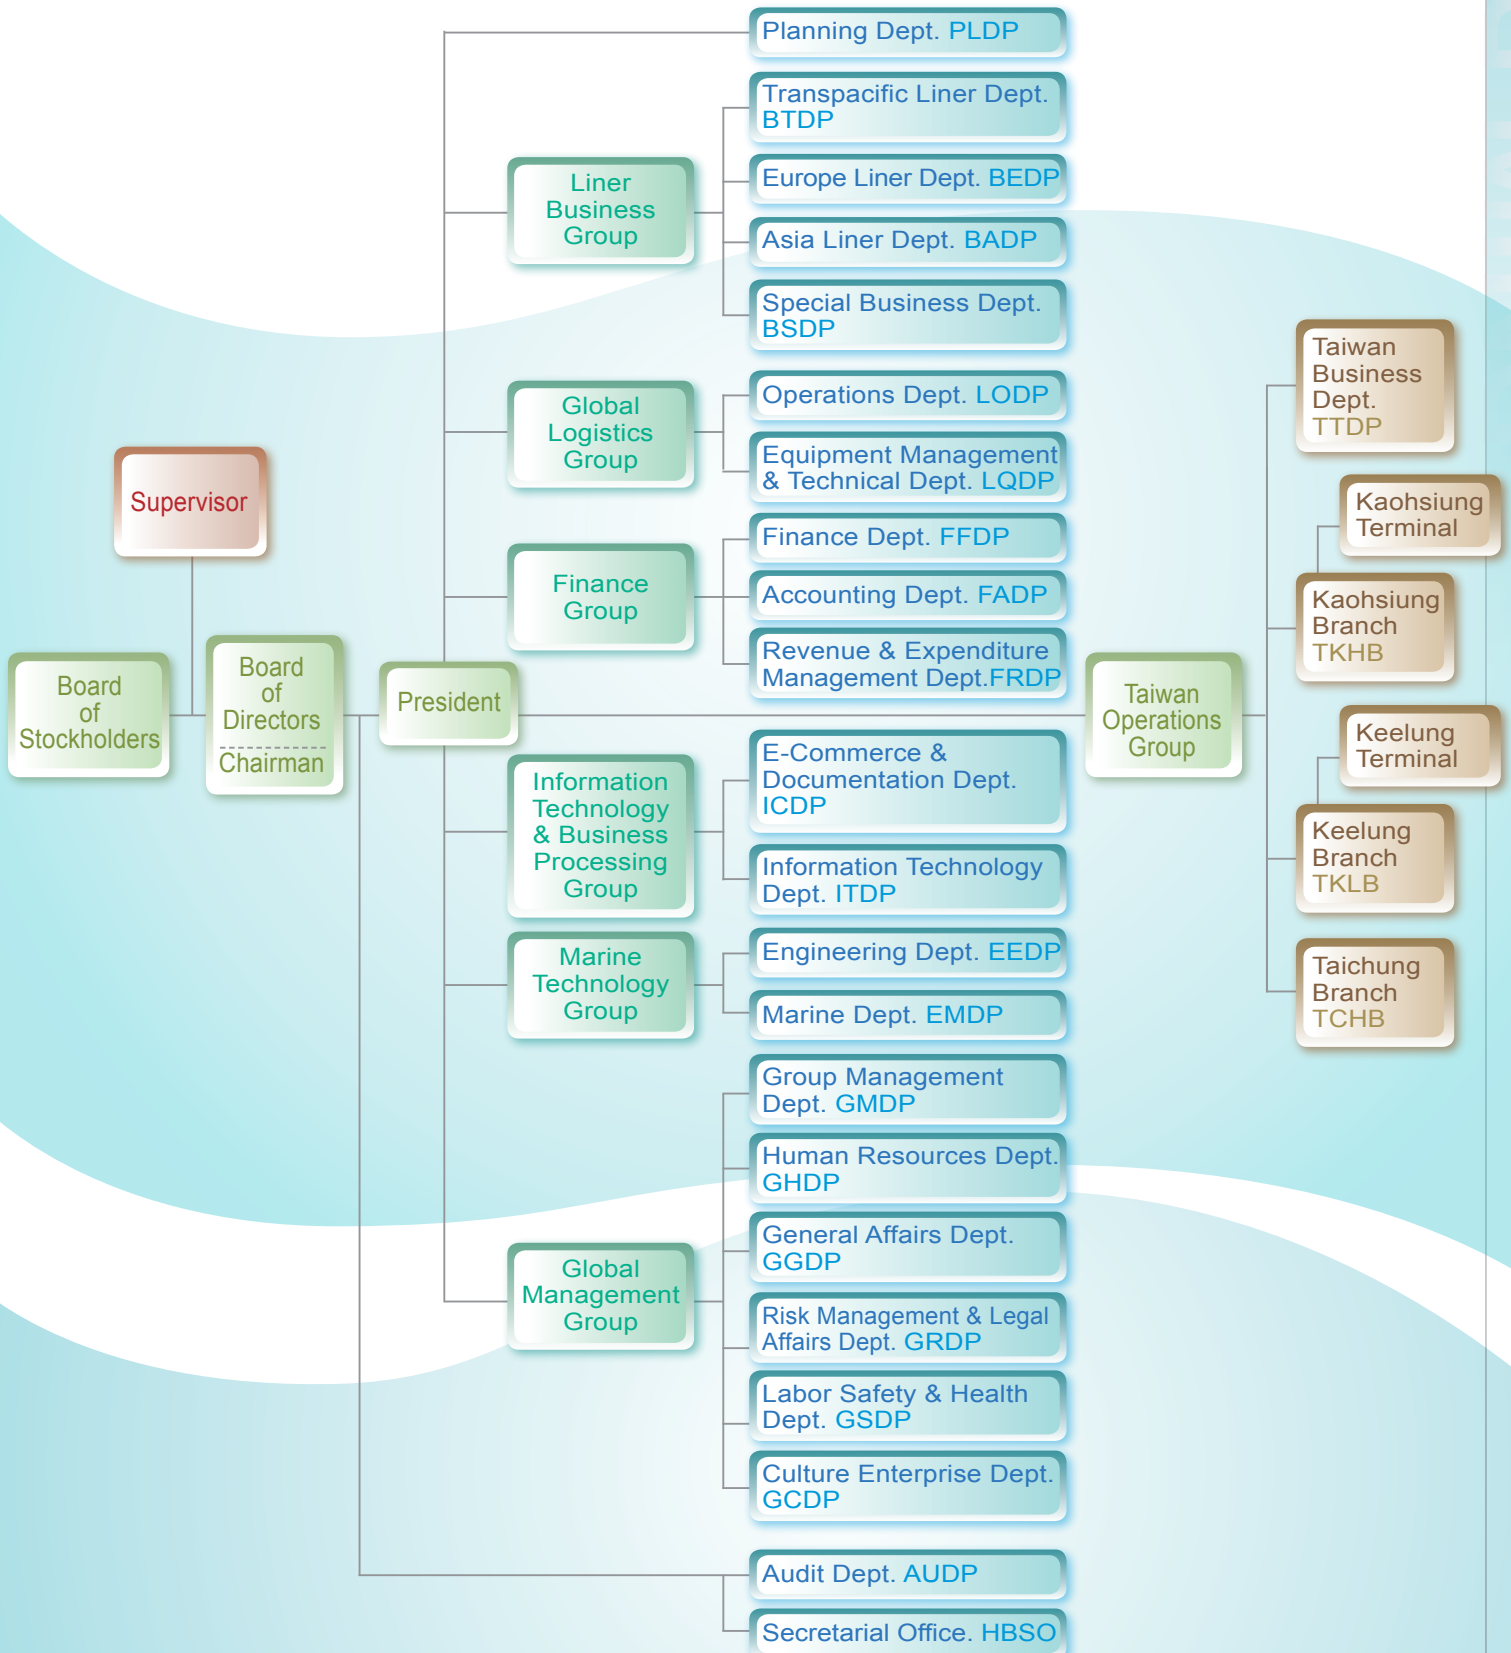 Planning Dept. PLDP
Transpacific Liner Dept.
BTDP
Liner
Business
Group
Europe Liner Dept. BEDP
Asia Liner Dept. BADP
Special Business Dept.
BSDP
Global
Logistics
Group
Operations Dept. LODP
Equipment Management
& Technical Dept. LQDP
Finance
Group
Finance Dept. FFDP
Accounting Dept. FADP
Revenue & Expenditure
Management Dept.FRDP
Supervisor
Board
of
Stockholders
Board
of
Directors
Chairman
President
Information
Technology
& Business
Processing
Group
E-Commerce &
Documentation Dept.
ICDP
Information Technology
Dept. ITDP
Marine
Technology
Group
Engineering Dept. EEDP
Marine Dept. EMDP
Global
Management
Group
Group Management
Dept. GMDP
Human Resources Dept.
GHDP
General Affairs Dept.
GGDP
Risk Management & Legal
Affairs Dept. GRDP
Labor Safety & Health
Dept. GSDP
Culture Enterprise Dept.
GCDP
Audit Dept. AUDP
Secretarial Office. HBSO
Taiwan
Operations
Group
Taiwan
Business
Dept.
TTDP
Kaohsiung
Terminal
Kaohsiung
Branch
TKHB
Keelung
Terminal
Keelung
Branch
TKLB
Taichung
Branch
TCHB